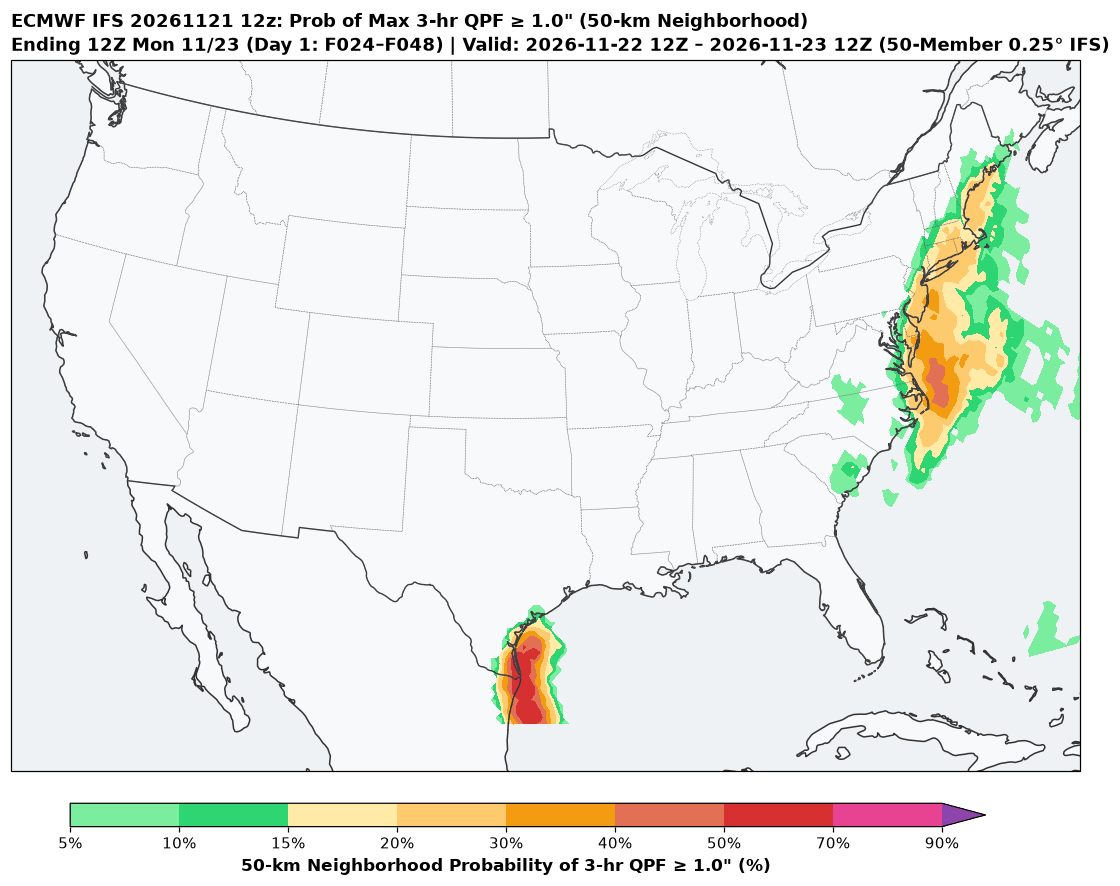 ECMWF IFS 20261121 12z: Prob of Max 3-hr QPF ≥ 1.0" (50-km Neighborhood)
Ending 12Z Mon 11/23 (Day 1: F024–F048) | Valid: 2026-11-22 12Z – 2026-11-23 12Z (50-Member 0.25° IFS)
5% 10% 15% 20% 30% 40% 50% 70% 90%
50-km Neighborhood Probability of 3-hr QPF ≥ 1.0" (%)